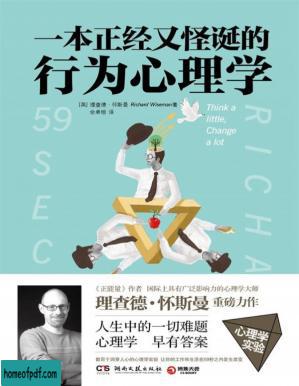 一本正经又怪诞的
行为心理学
[英] 理查德·怀斯曼 Richard Wiseman 著
Think a
little,
Change
a lot
59
SEC
RICHA
《正能量》作者 国际上具有广泛影响力的心理学大师
理查德·怀斯曼 重磅力作
人生中的一切难题
心理学 早有答案
心理学实验
湖南文艺出版社
博集天卷
homeofpdf.com